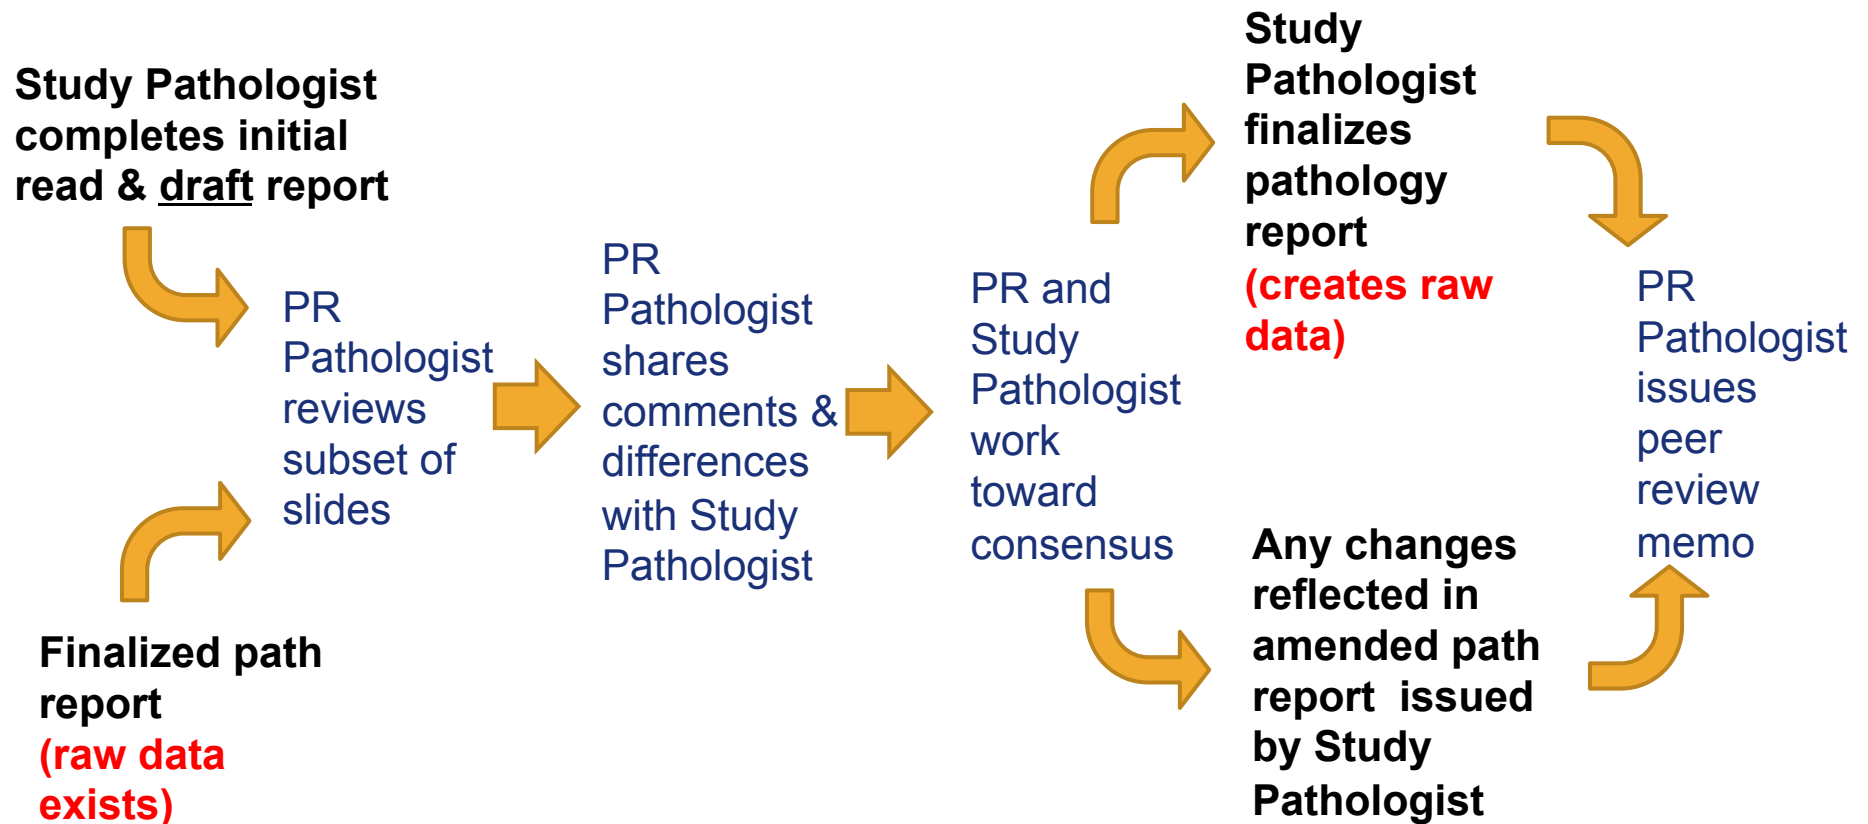 Study Pathologist
completes initial
read & draft report
Finalized path
report
(raw data
exists)
PR
Pathologist
reviews
subset of
slides
PR
Pathologist
shares
comments &
differences
with Study
Pathologist
PR and
Study
Pathologist
work
toward
consensus
Study
Pathologist
finalizes
pathology
report
(creates raw
data)
Any changes
reflected in
amended path
report issued
by Study
Pathologist
PR
Pathologist
issues
peer
review
memo